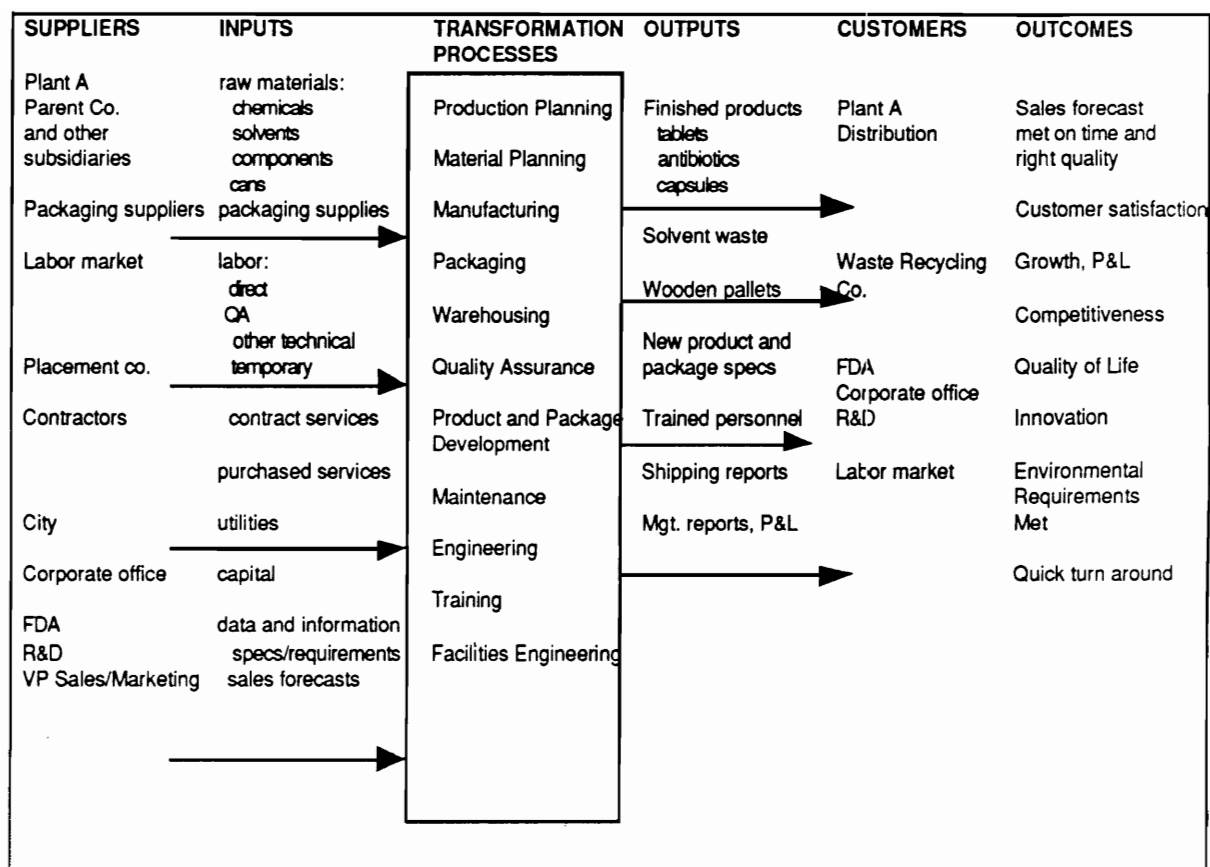 SUPPLIERS
Plant A
Parent Co.
and other
subsidiaries
Packaging suppliers
Labor market
Placement co.
Contractors
City
Corporate office
FDA
R&D
VP Sales/Marketing
INPUTS
raw materials:
chemicals
solvents
components
cans
packaging supplies
labor:
direct
QA
other technical
temporary
contract services
purchased services
utilities
capital
data and information
specs/requirements
sales forecasts
TRANSFORMATION
PROCESSES
Production Planning
Material Planning
Manufacturing
Packaging
Warehousing
Quality Assurance
Product and Package
Development
Maintenance
Engineering
Training
Facilities Engineering
OUTPUTS
Finished products
tablets
antibiotics
capsules
Solvent waste
Wooden pallets
New product and
package specs
Trained personnel
Shipping reports
Mgt. reports, P&L
CUSTOMERS
Plant A
Distribution
Waste Recycling
Co.
FDA
Corporate office
R&D
Labor market
OUTCOMES
Sales forecast
met on time and
right quality
Customer satisfaction
Growth, P&L
Competitiveness
Quality of Life
Innovation
Environmental
Requirements
Met
Quick turn around